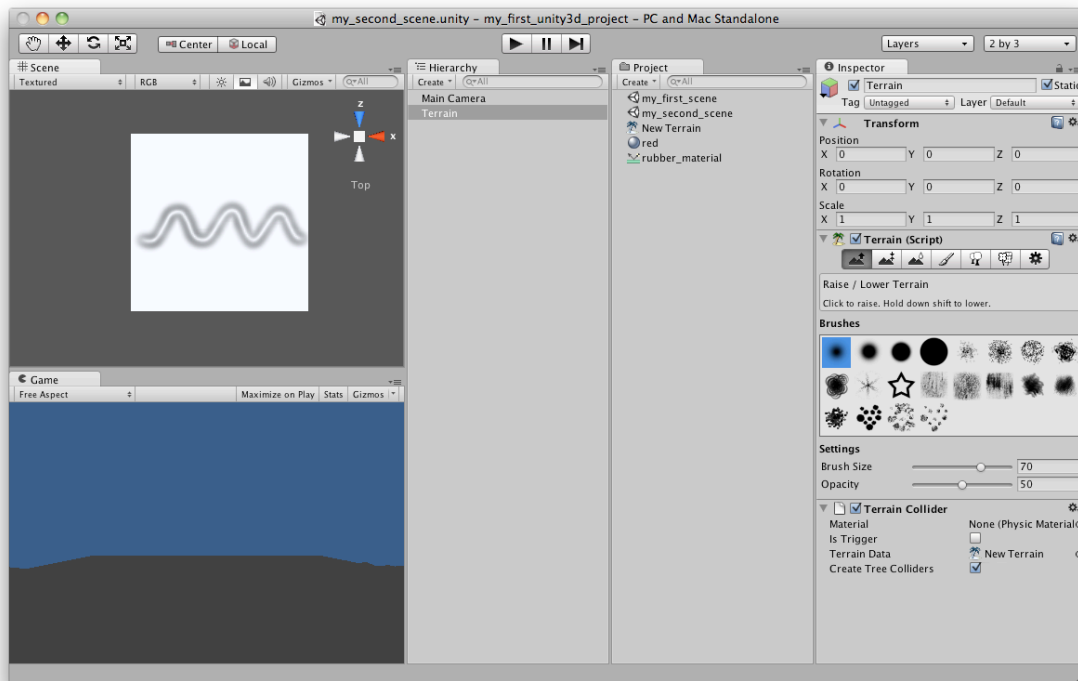 my_second_scene.unity – my_first_unity3d_project – PC and Mac Standalone
Center Local Layers 2 by 3
Scene
Textured RGB Gizmos All
z
x
Top
Game
Free Aspect Maximize on Play Stats Gizmos
Hierarchy
Create All
Main Camera
Terrain
Project
Create All
my_first_scene
my_second_scene
New Terrain
red
rubber_material
Inspector
Terrain Static
Tag Untagged Layer Default
Transform
Position
X 0 Y 0 Z 0
Rotation
X 0 Y 0 Z 0
Scale
X 1 Y 1 Z 1
Terrain (Script)
Raise / Lower Terrain
Click to raise. Hold down shift to lower.
Brushes
Settings
Brush Size 70
Opacity 50
Terrain Collider
Material None (Physic Material
Is Trigger
Terrain Data New Terrain
Create Tree Colliders